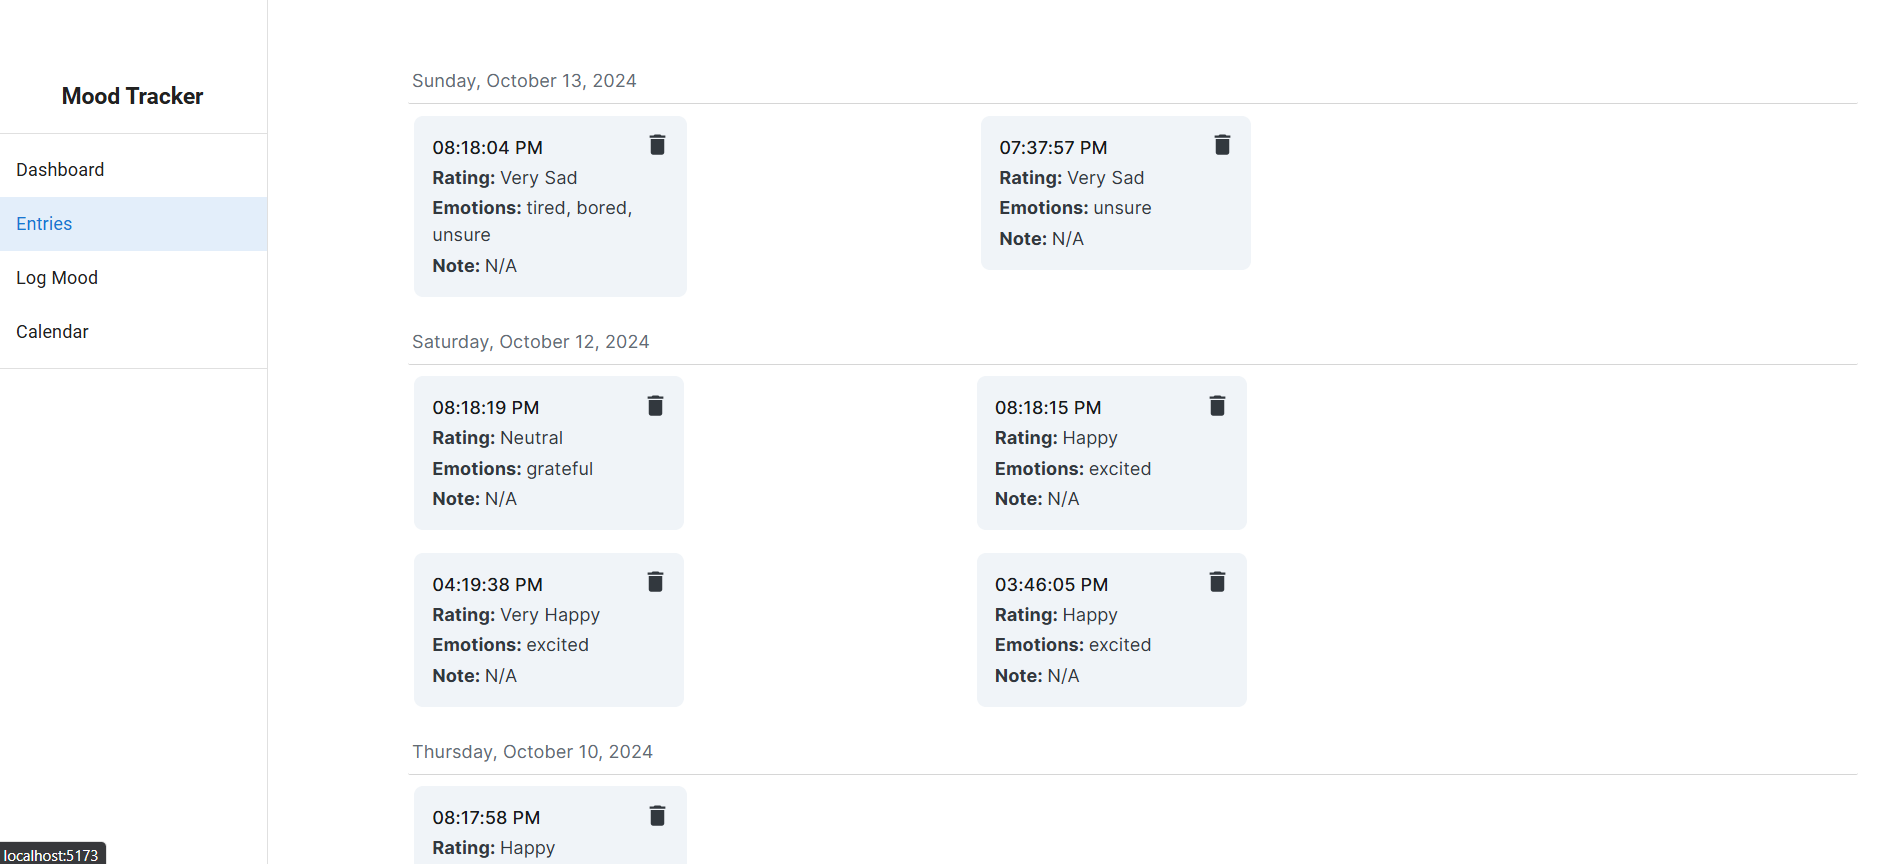 Mood Tracker
Dashboard
Entries
Log Mood
Calendar
Sunday, October 13, 2024
08:18:04 PM
Rating: Very Sad
Emotions: tired, bored,
unsure
Note: N/A
07:37:57 PM
Rating: Very Sad
Emotions: unsure
Note: N/A
Saturday, October 12, 2024
08:18:19 PM
Rating: Neutral
Emotions: grateful
Note: N/A
08:18:15 PM
Rating: Happy
Emotions: excited
Note: N/A
04:19:38 PM
Rating: Very Happy
Emotions: excited
Note: N/A
03:46:05 PM
Rating: Happy
Emotions: excited
Note: N/A
Thursday, October 10, 2024
08:17:58 PM
Rating: Happy
localhost:5173